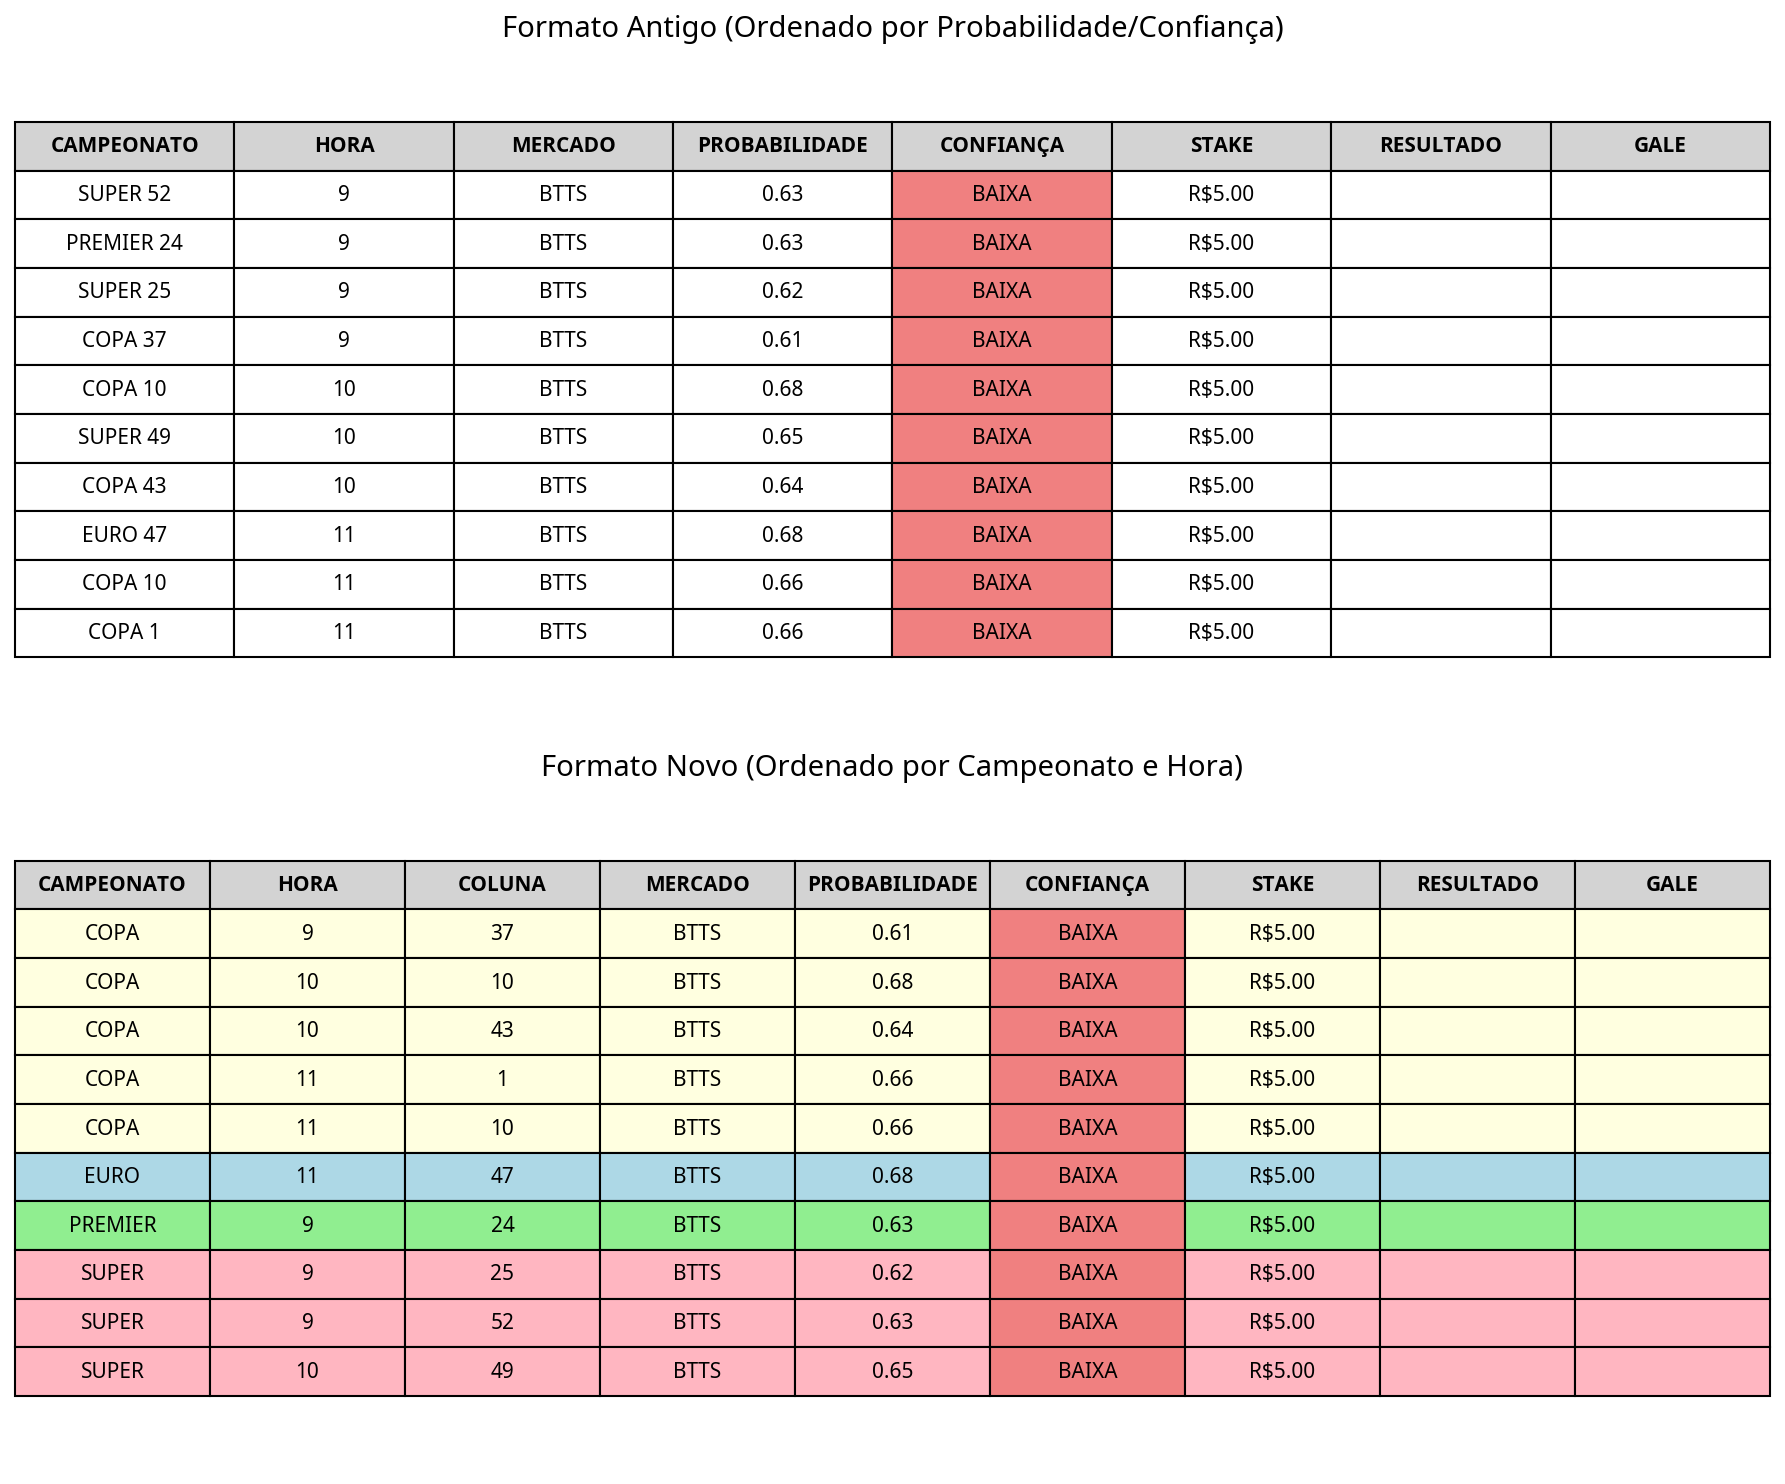 Formato Antigo (Ordenado por Probabilidade/Confiança)
CAMPEONATO HORA MERCADO PROBABILIDADE CONFIANÇA STAKE RESULTADO GALE
SUPER 52 9 BTTS 0.63 BAIXA R$5.00
PREMIER 24 9 BTTS 0.63 BAIXA R$5.00
SUPER 25 9 BTTS 0.62 BAIXA R$5.00
COPA 37 9 BTTS 0.61 BAIXA R$5.00
COPA 10 10 BTTS 0.68 BAIXA R$5.00
SUPER 49 10 BTTS 0.65 BAIXA R$5.00
COPA 43 10 BTTS 0.64 BAIXA R$5.00
EURO 47 11 BTTS 0.68 BAIXA R$5.00
COPA 10 11 BTTS 0.66 BAIXA R$5.00
COPA 1 11 BTTS 0.66 BAIXA R$5.00
Formato Novo (Ordenado por Campeonato e Hora)
CAMPEONATO HORA COLUNA MERCADO PROBABILIDADE CONFIANÇA STAKE RESULTADO GALE
COPA 9 37 BTTS 0.61 BAIXA R$5.00
COPA 10 10 BTTS 0.68 BAIXA R$5.00
COPA 10 43 BTTS 0.64 BAIXA R$5.00
COPA 11 1 BTTS 0.66 BAIXA R$5.00
COPA 11 10 BTTS 0.66 BAIXA R$5.00
EURO 11 47 BTTS 0.68 BAIXA R$5.00
PREMIER 9 24 BTTS 0.63 BAIXA R$5.00
SUPER 9 25 BTTS 0.62 BAIXA R$5.00
SUPER 9 52 BTTS 0.63 BAIXA R$5.00
SUPER 10 49 BTTS 0.65 BAIXA R$5.00